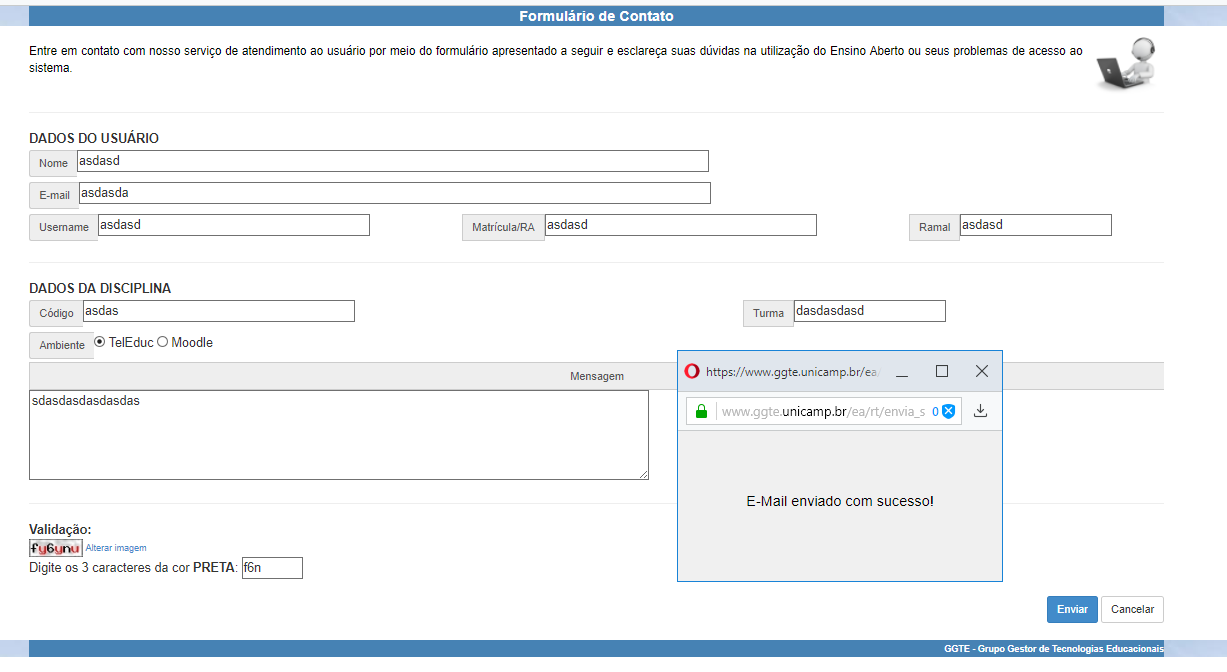 Formulário de Contato
Entre em contato com nosso serviço de atendimento ao usuário por meio do formulário apresentado a seguir e esclareça suas dúvidas na utilização do Ensino Aberto ou seus problemas de acesso ao
sistema.
DADOS DO USUÁRIO
Nome asdasd
E-mail asdasda
Username asdasd Matrícula/RA asdasd Ramal asdasd
DADOS DA DISCIPLINA
Código asdas Turma dasdasdasd
Ambiente TelEduc Moodle
Mensagem
sdasdasdasdasdas
https://www.ggte.unicamp.br/ea/
www.ggte.unicamp.br/ea/rt/envia_s 0
E-Mail enviado com sucesso!
Validação:
fy6ynu Alterar imagem
Digite os 3 caracteres da cor PRETA: f6n
Enviar Cancelar
GGTE - Grupo Gestor de Tecnologias Educacionais